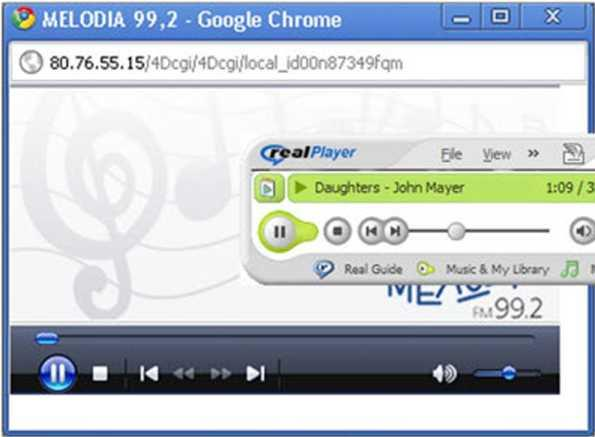 MELODIA 99,2 - Google Chrome
80.76.55.15/4Dcgi/4Dcgi/local_id00n87349fqm
realPlayer
File View »
Daughters - John Mayer 1:09 / 3
Real Guide Music & My Library
FM 99.2